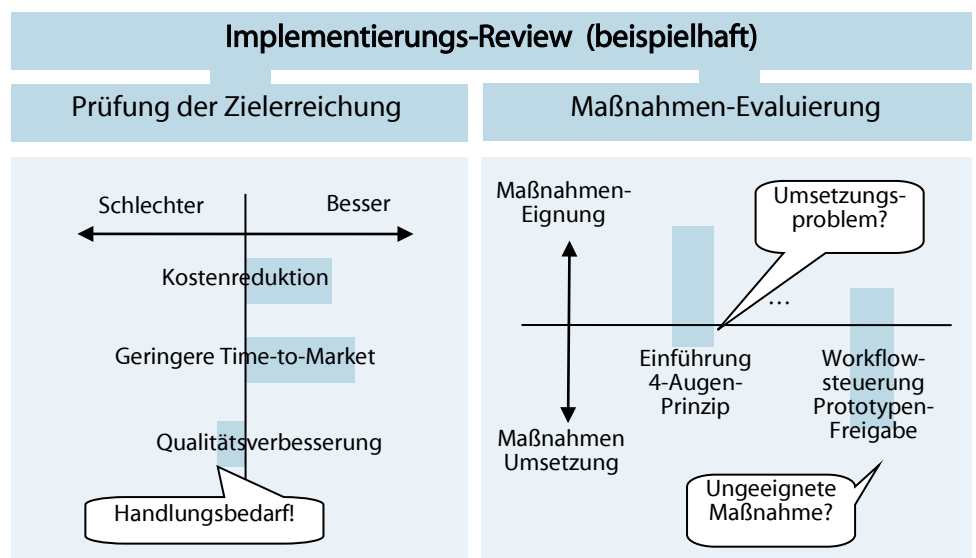 Implementierungs-Review (beispielhaft)
Prüfung der Zielerreichung
Schlechter
Besser
Kostenreduktion
Geringere Time-to-Market
Qualitätsverbesserung
Handlungsbedarf!
Maßnahmen-Evaluierung
Maßnahmen-
Eignung
Umsetzungs-
problem?
...
Einführung
4-Augen-
Prinzip
Workflow-
steuerung
Prototypen-
Freigabe
Maßnahmen
Umsetzung
Ungeeignete
Maßnahme?